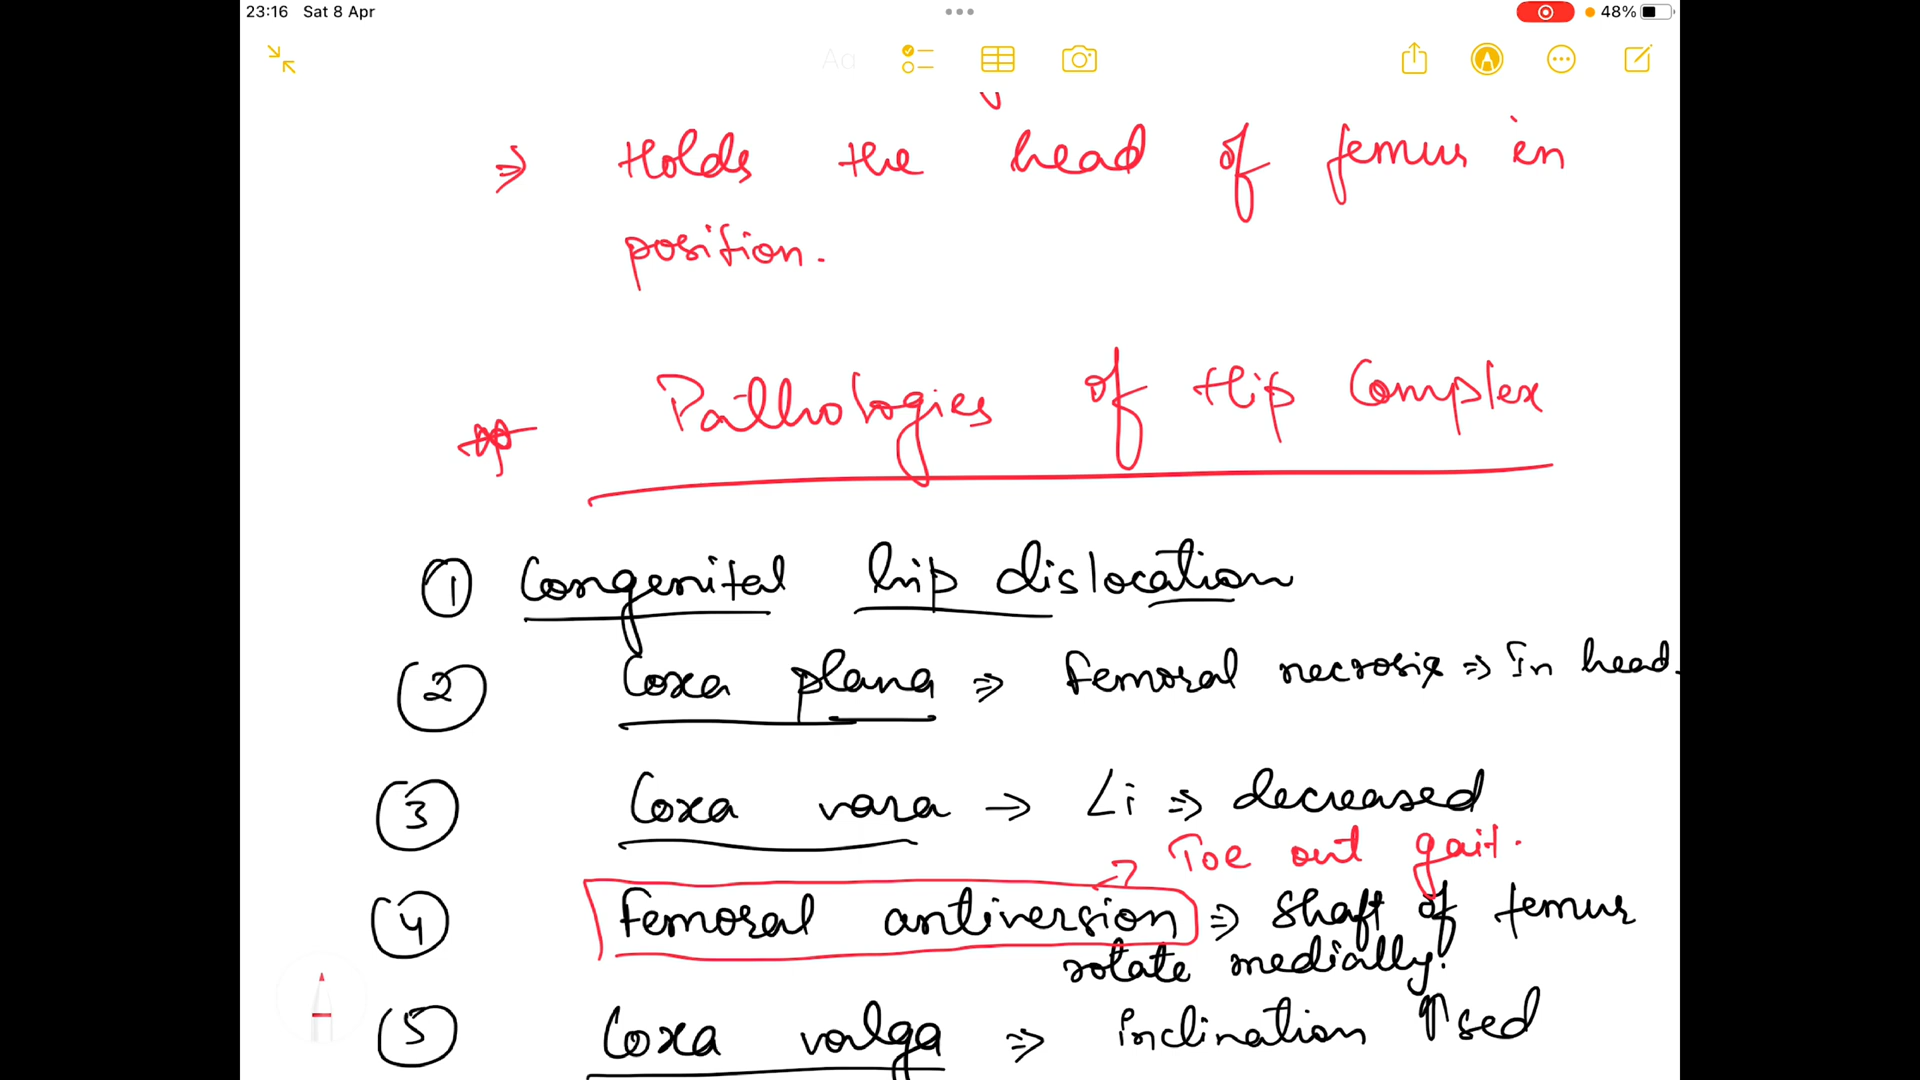 23:16 Sat 8 Apr
48%
Aa
⇒ Holds the head of femur in
position.
Pathologies of Hip Complex
① Congenital hip dislocation
② Coxa plana ⇒ Femoral necrosis ⇒ In head.
③ Coxa vara → ∠i ⇒ decreased
→ Toe out gait.
④ Femoral antiversion ⇒ shaft of femur
rotate medially.
⑤ Coxa valga ⇒ inclination ↑sed